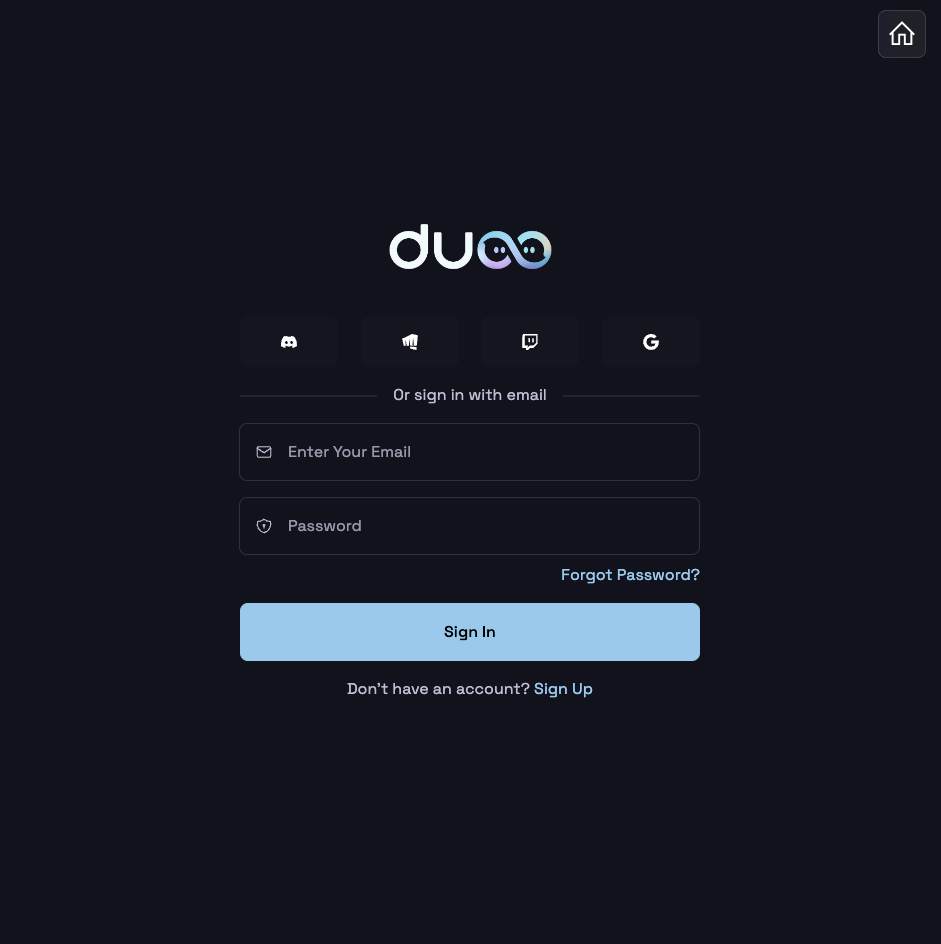 duoo
Or sign in with email
Enter Your Email
Password
Forgot Password?
Sign In
Don't have an account? Sign Up